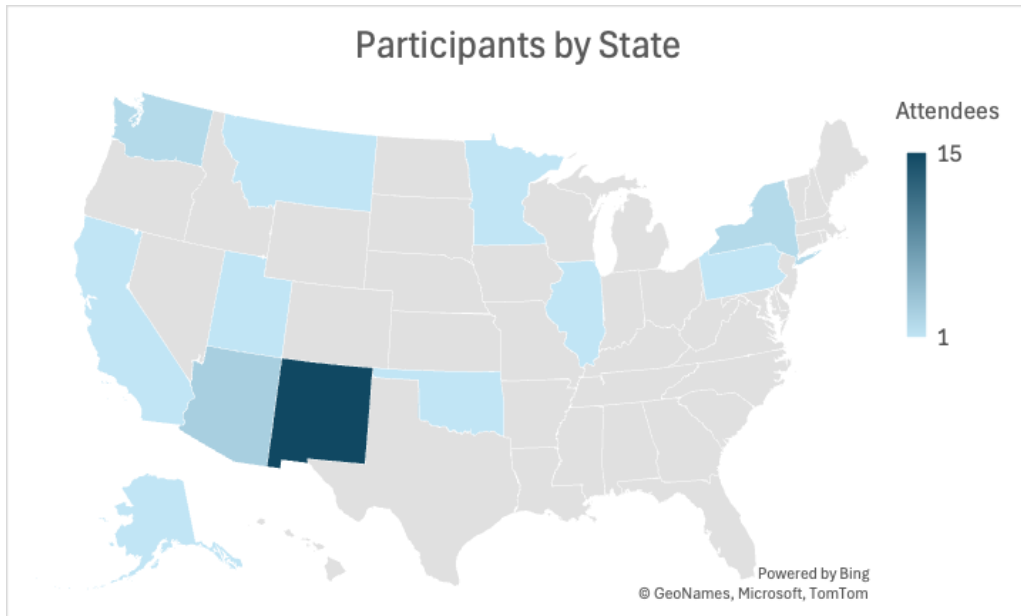 Participants by State
Attendees
15
1
Powered by Bing
© GeoNames, Microsoft, TomTom